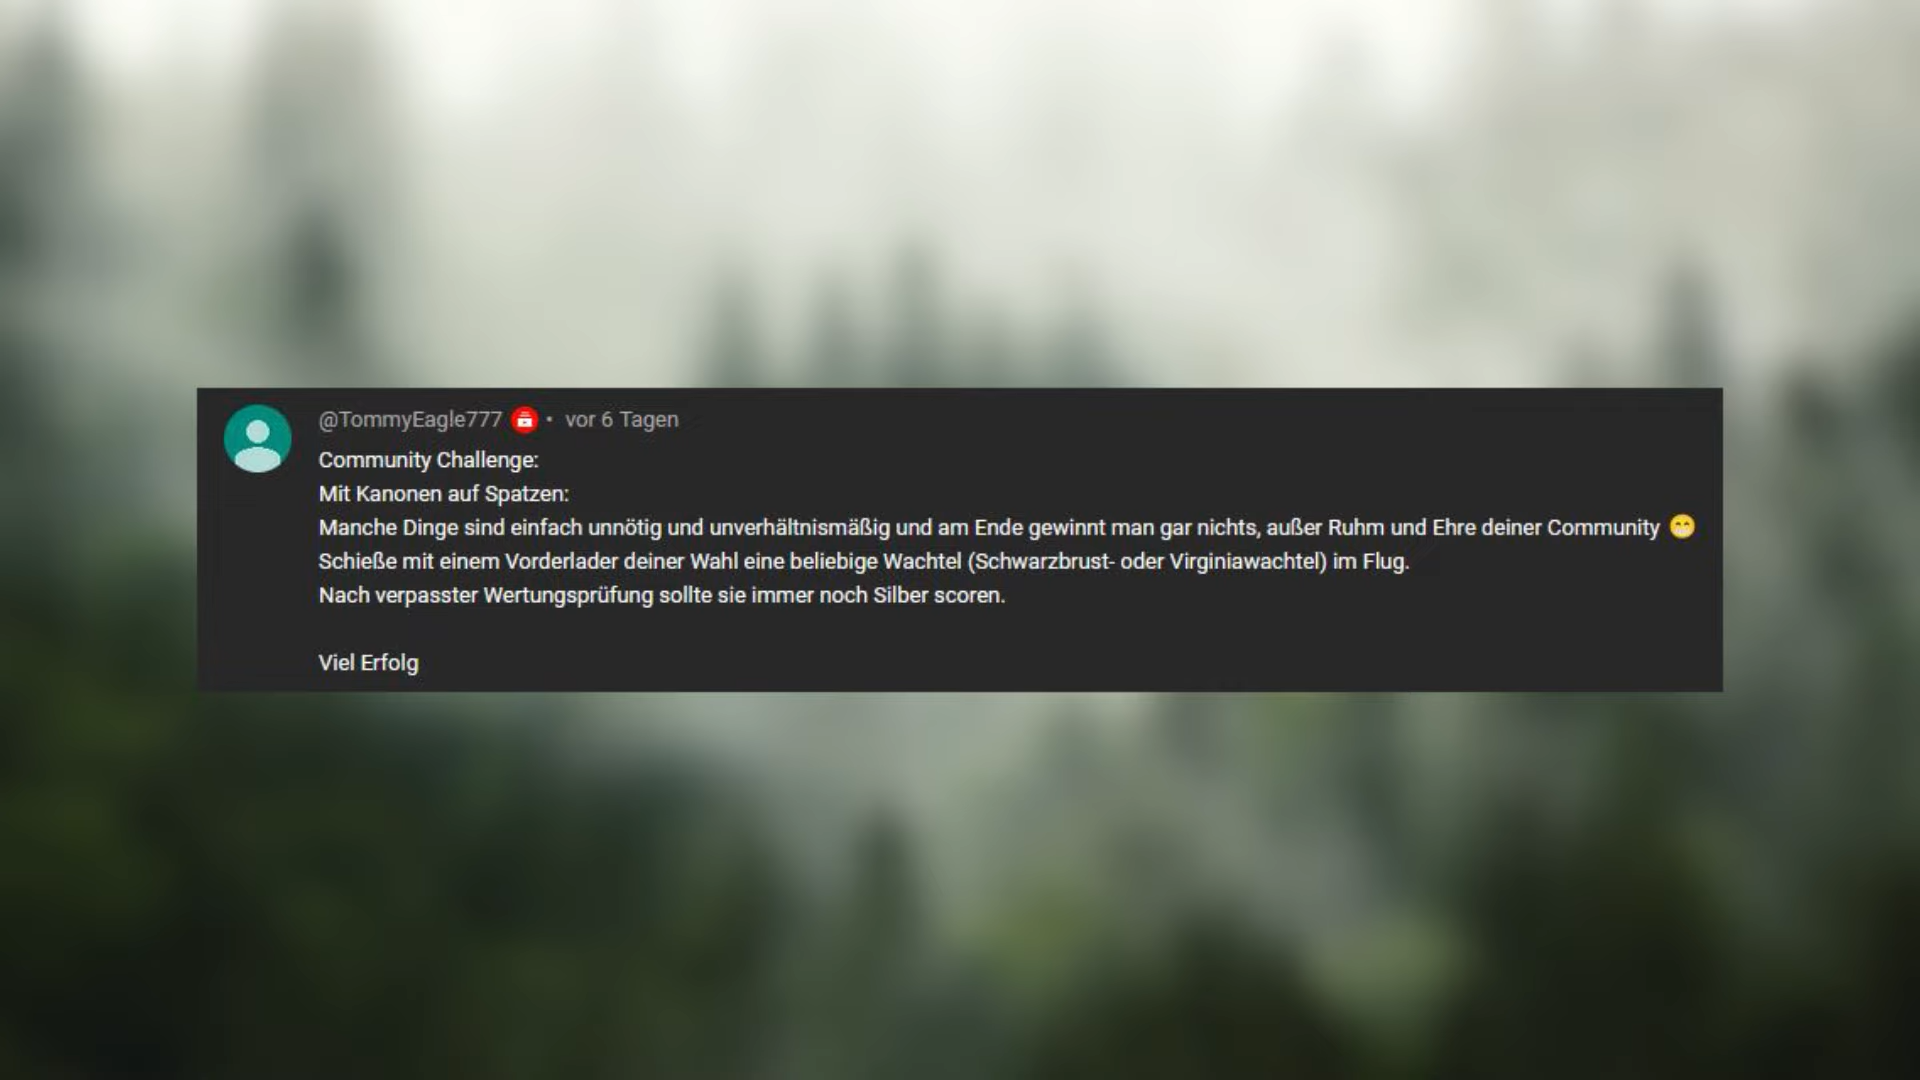 @TommyEagle777 • vor 6 Tagen
Community Challenge:
Mit Kanonen auf Spatzen:
Manche Dinge sind einfach unnötig und unverhältnismäßig und am Ende gewinnt man gar nichts, außer Ruhm und Ehre deiner Community 😁
Schieße mit einem Vorderlader deiner Wahl eine beliebige Wachtel (Schwarzbrust- oder Virginiawachtel) im Flug.
Nach verpasster Wertungsprüfung sollte sie immer noch Silber scoren.
Viel Erfolg